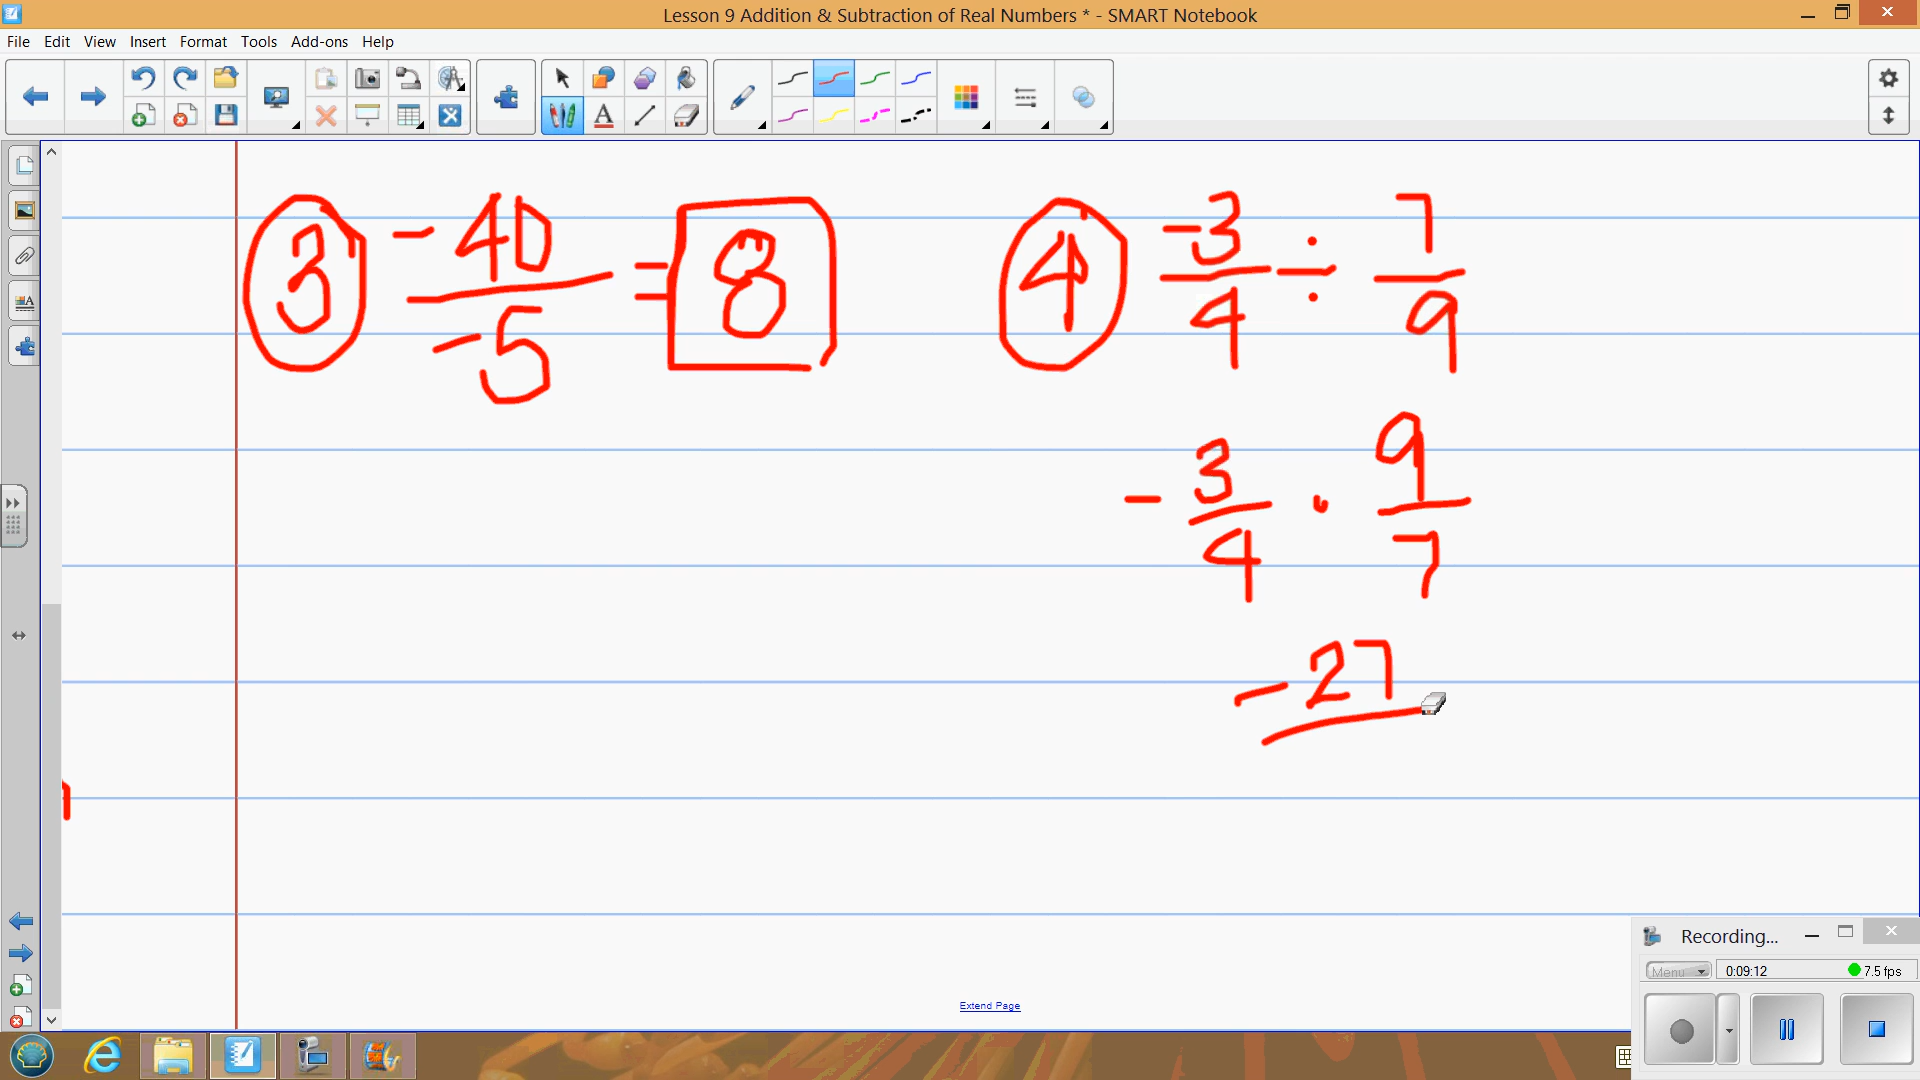 Lesson 9 Addition & Subtraction of Real Numbers * - SMART Notebook
File Edit View Insert Format Tools Add-ons Help
3 -40/-5 = 8
4 -3/4 ÷ 7/9
- 3/4 · 9/7
-27
Extend Page
Recording...
Menu 0:09:12 7.5 fps